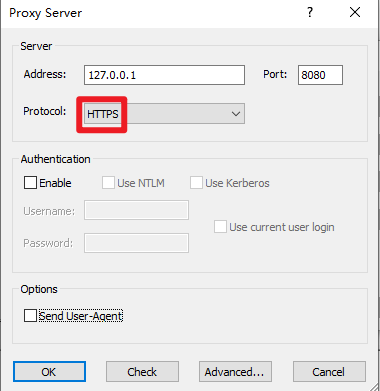 Proxy Server
Server
Address: 127.0.0.1 Port: 8080
Protocol: HTTPS
Authentication
Enable Use NTLM Use Kerberos
Username:
Use current user login
Password:
Options
Send User-Agent
OK Check Advanced... Cancel